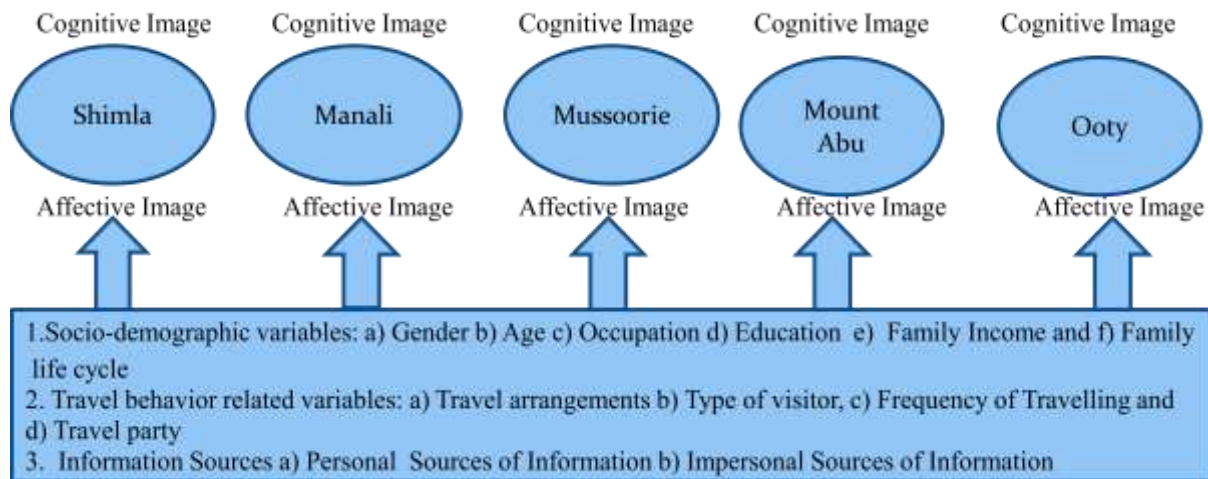 Cognitive Image Cognitive Image Cognitive Image Cognitive Image Cognitive Image
Shimla Manali Mussoorie Mount Abu Ooty
Affective Image Affective Image Affective Image Affective Image Affective Image
1.Socio-demographic variables: a) Gender b) Age c) Occupation d) Education e) Family Income and f) Family
life cycle
2. Travel behavior related variables: a) Travel arrangements b) Type of visitor, c) Frequency of Travelling and
d) Travel party
3. Information Sources a) Personal Sources of Information b) Impersonal Sources of Information